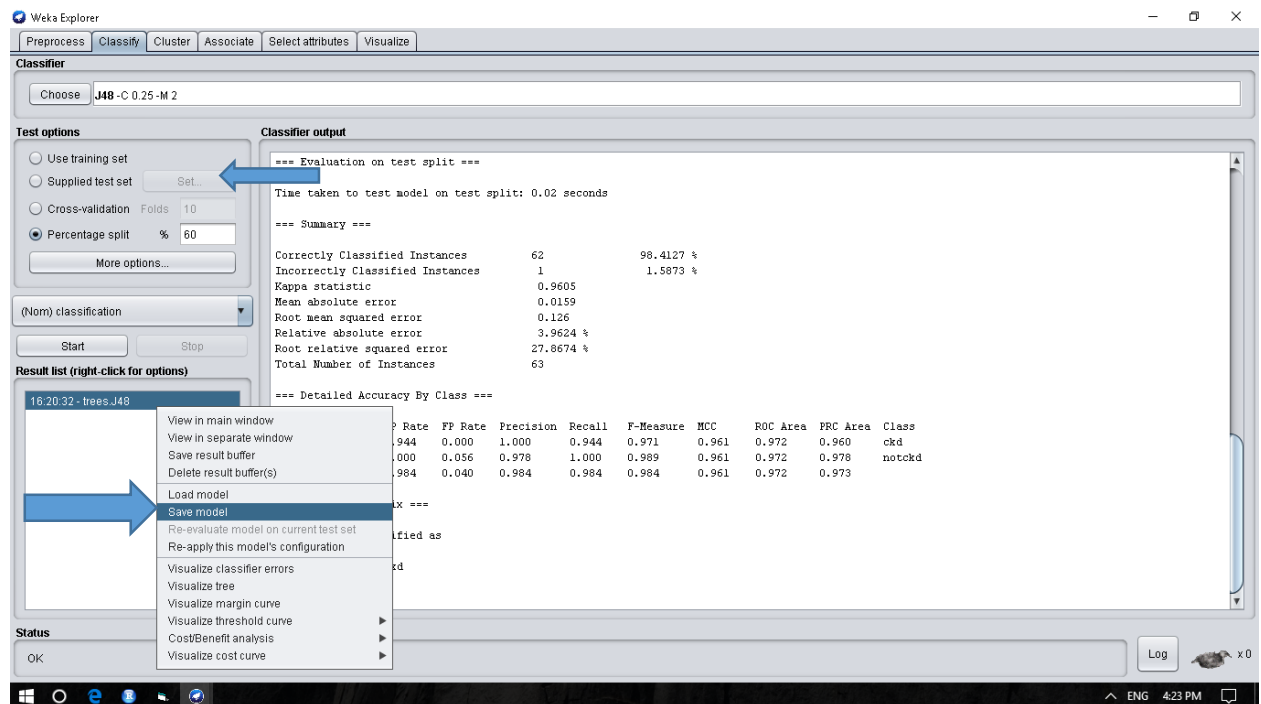 Weka Explorer
Preprocess Classify Cluster Associate Select attributes Visualize
Classifier
Choose J48 -C 0.25 -M 2
Test options
Use training set
Supplied test set Set...
Cross-validation Folds 10
Percentage split % 60
More options...
(Nom) classification
Start Stop
Result list (right-click for options)
16:20:32 - trees.J48
Classifier output
=== Evaluation on test split ===
Time taken to test model on test split: 0.02 seconds
=== Summary ===
Correctly Classified Instances 62 98.4127 %
Incorrectly Classified Instances 1 1.5873 %
Kappa statistic 0.9605
Mean absolute error 0.0159
Root mean squared error 0.126
Relative absolute error 3.9624 %
Root relative squared error 27.8674 %
Total Number of Instances 63
=== Detailed Accuracy By Class ===
P Rate FP Rate Precision Recall F-Measure MCC ROC Area PRC Area Class
.944 0.000 1.000 0.944 0.971 0.961 0.972 0.960 ckd
.000 0.056 0.978 1.000 0.989 0.961 0.972 0.978 notckd
.984 0.040 0.984 0.984 0.984 0.961 0.972 0.973
ix ===
ified as
kd
View in main window
View in separate window
Save result buffer
Delete result buffer(s)
Load model
Save model
Re-evaluate model on current test set
Re-apply this model's configuration
Visualize classifier errors
Visualize tree
Visualize margin curve
Visualize threshold curve
Cost/Benefit analysis
Visualize cost curve
Status
OK
Log x 0
ENG 4:23 PM